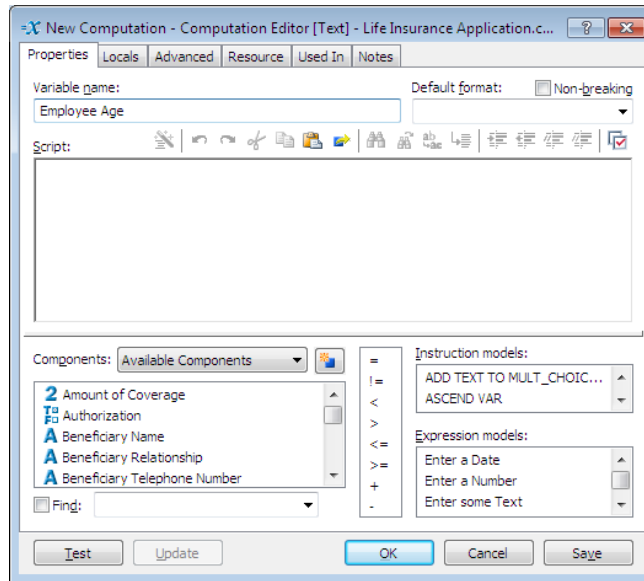 New Computation - Computation Editor [Text] - Life Insurance Application.c...
Properties Locals Advanced Resource Used In Notes
Variable name: Default format: Non-breaking
Employee Age
Script:
Components: Available Components
2 Amount of Coverage
Authorization
A Beneficiary Name
A Beneficiary Relationship
A Beneficiary Telephone Number
Find:
=
!=
<
>
<=
>=
+
-
Instruction models:
ADD TEXT TO MULT_CHOIC...
ASCEND VAR
Expression models:
Enter a Date
Enter a Number
Enter some Text
Test Update OK Cancel Save